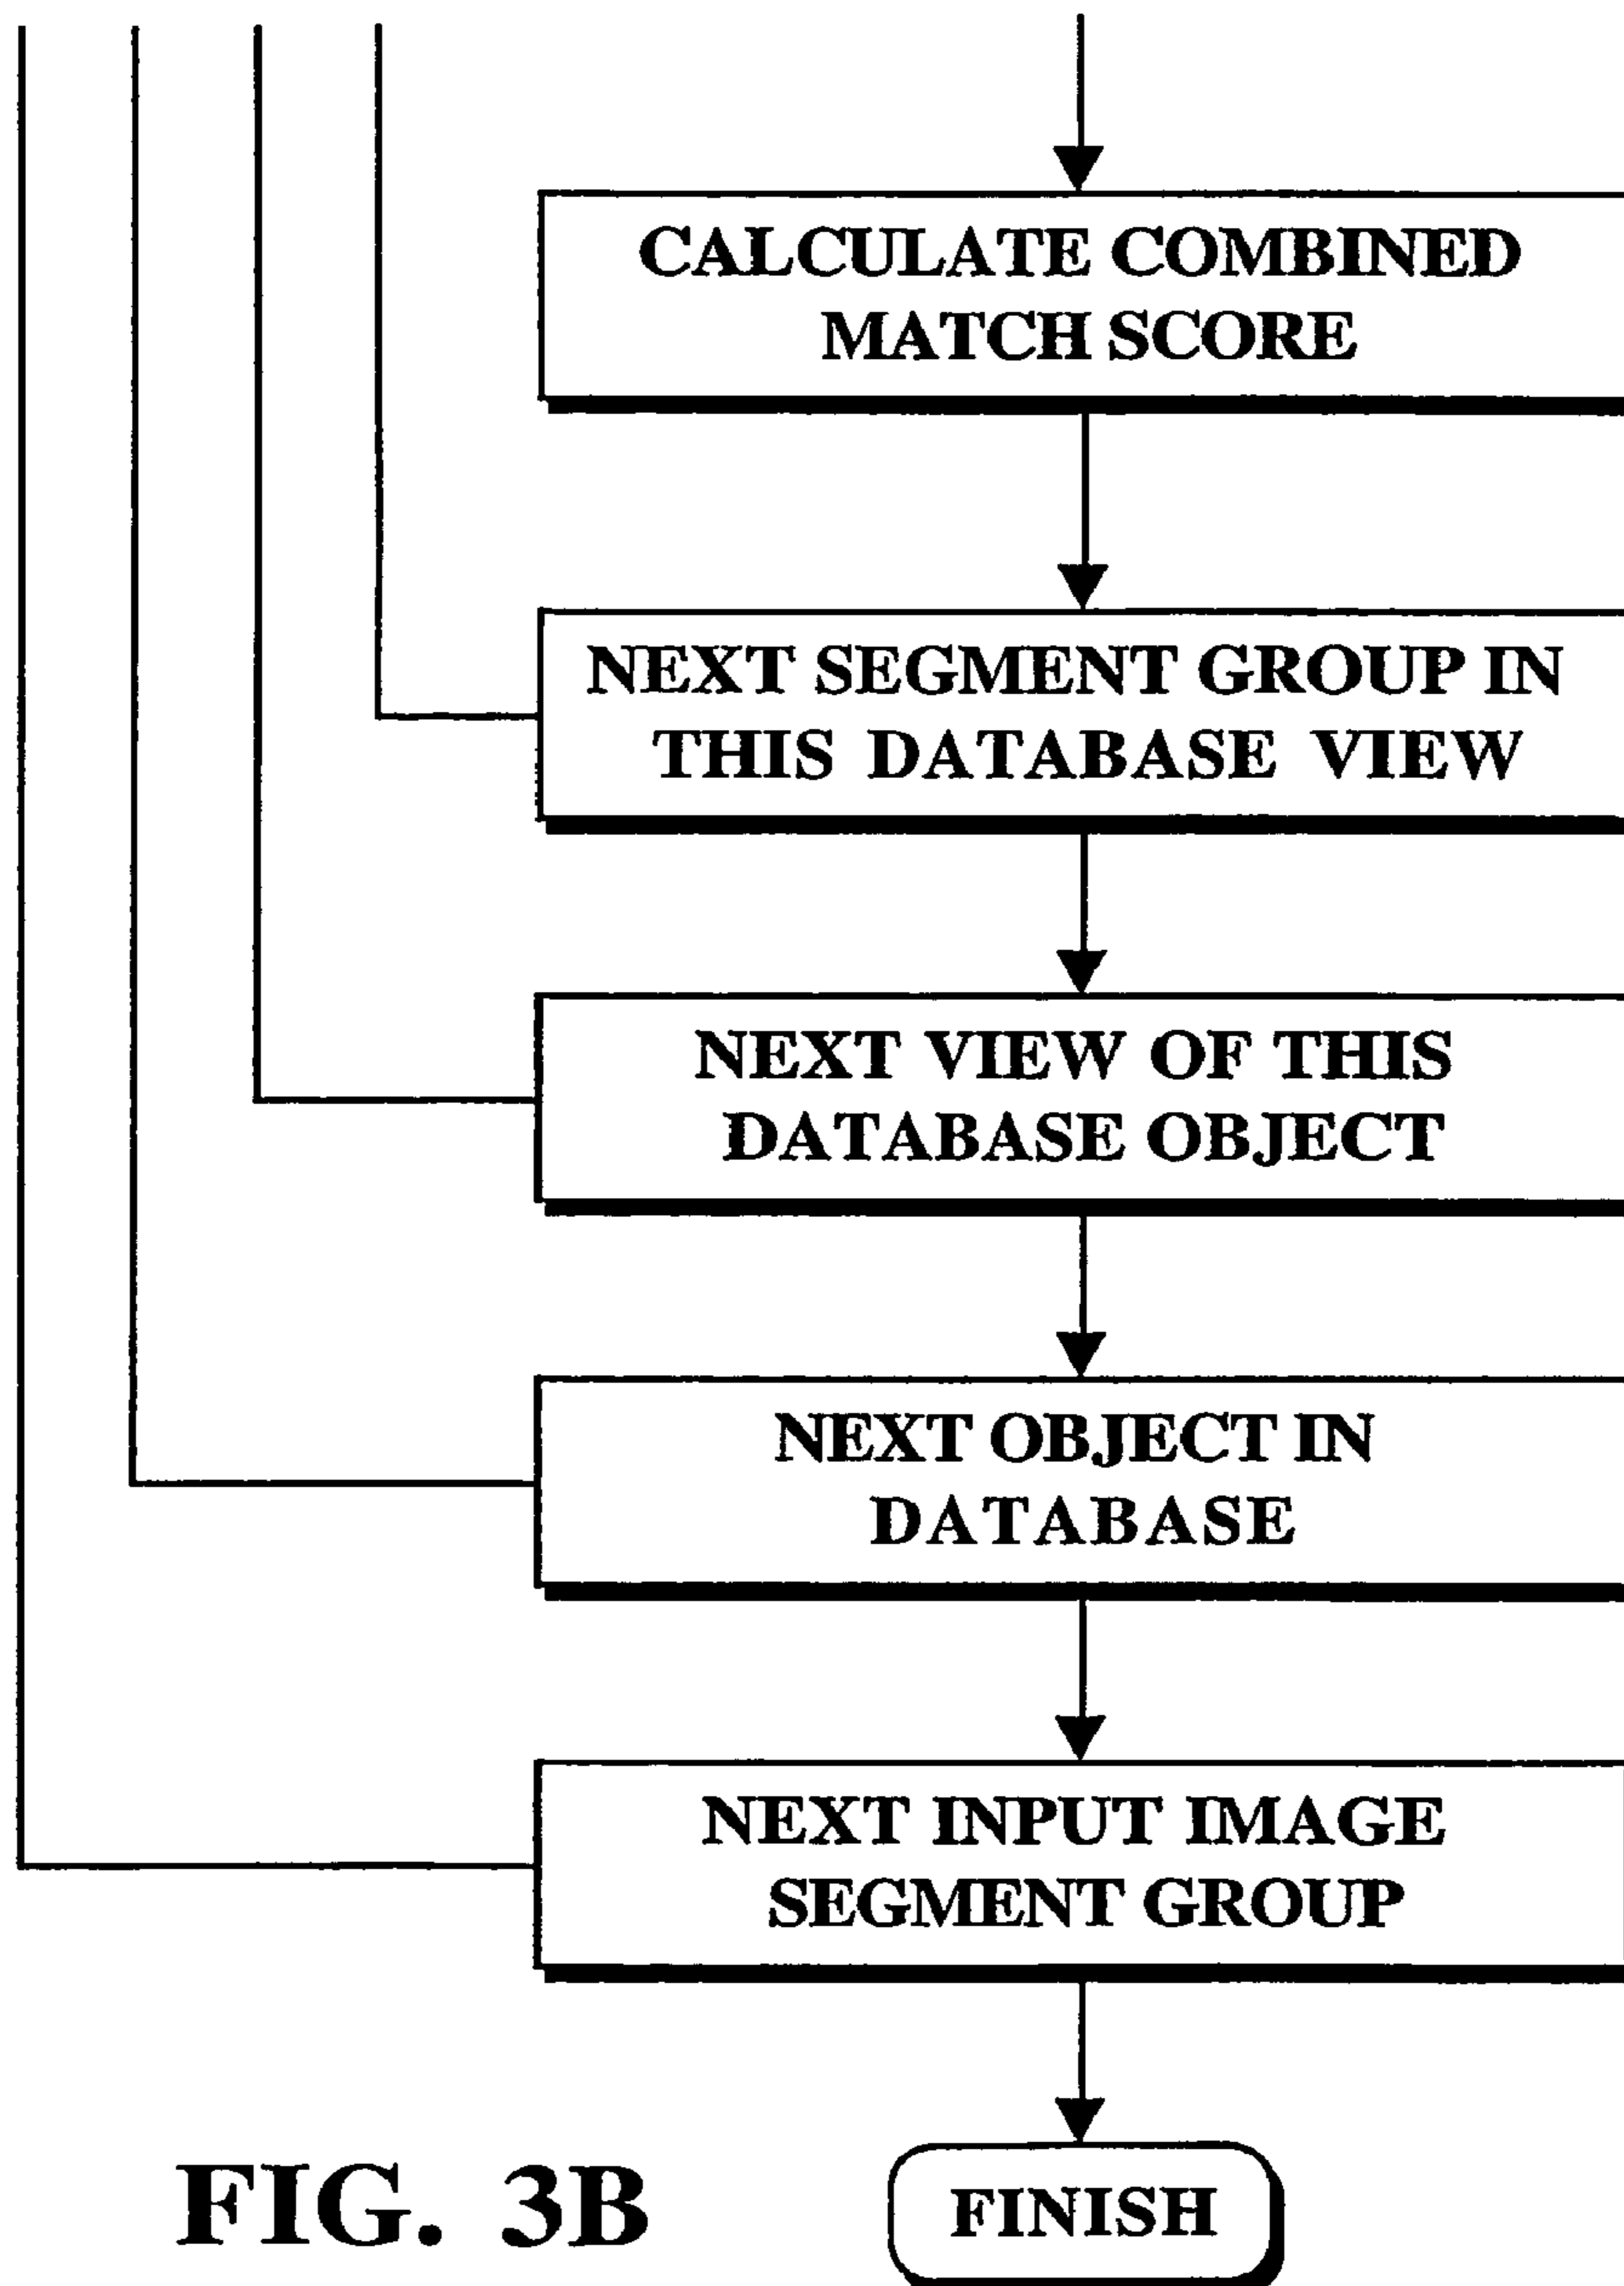 CALCULATE COMBINED
MATCH SCORE
NEXT SEGMENT GROUP IN
THIS DATABASE VIEW
NEXT VIEW OF THIS
DATABASE OBJECT
NEXT OBJECT IN
DATABASE
NEXT INPUT IMAGE
SEGMENT GROUP
FINISH
FIG. 3B